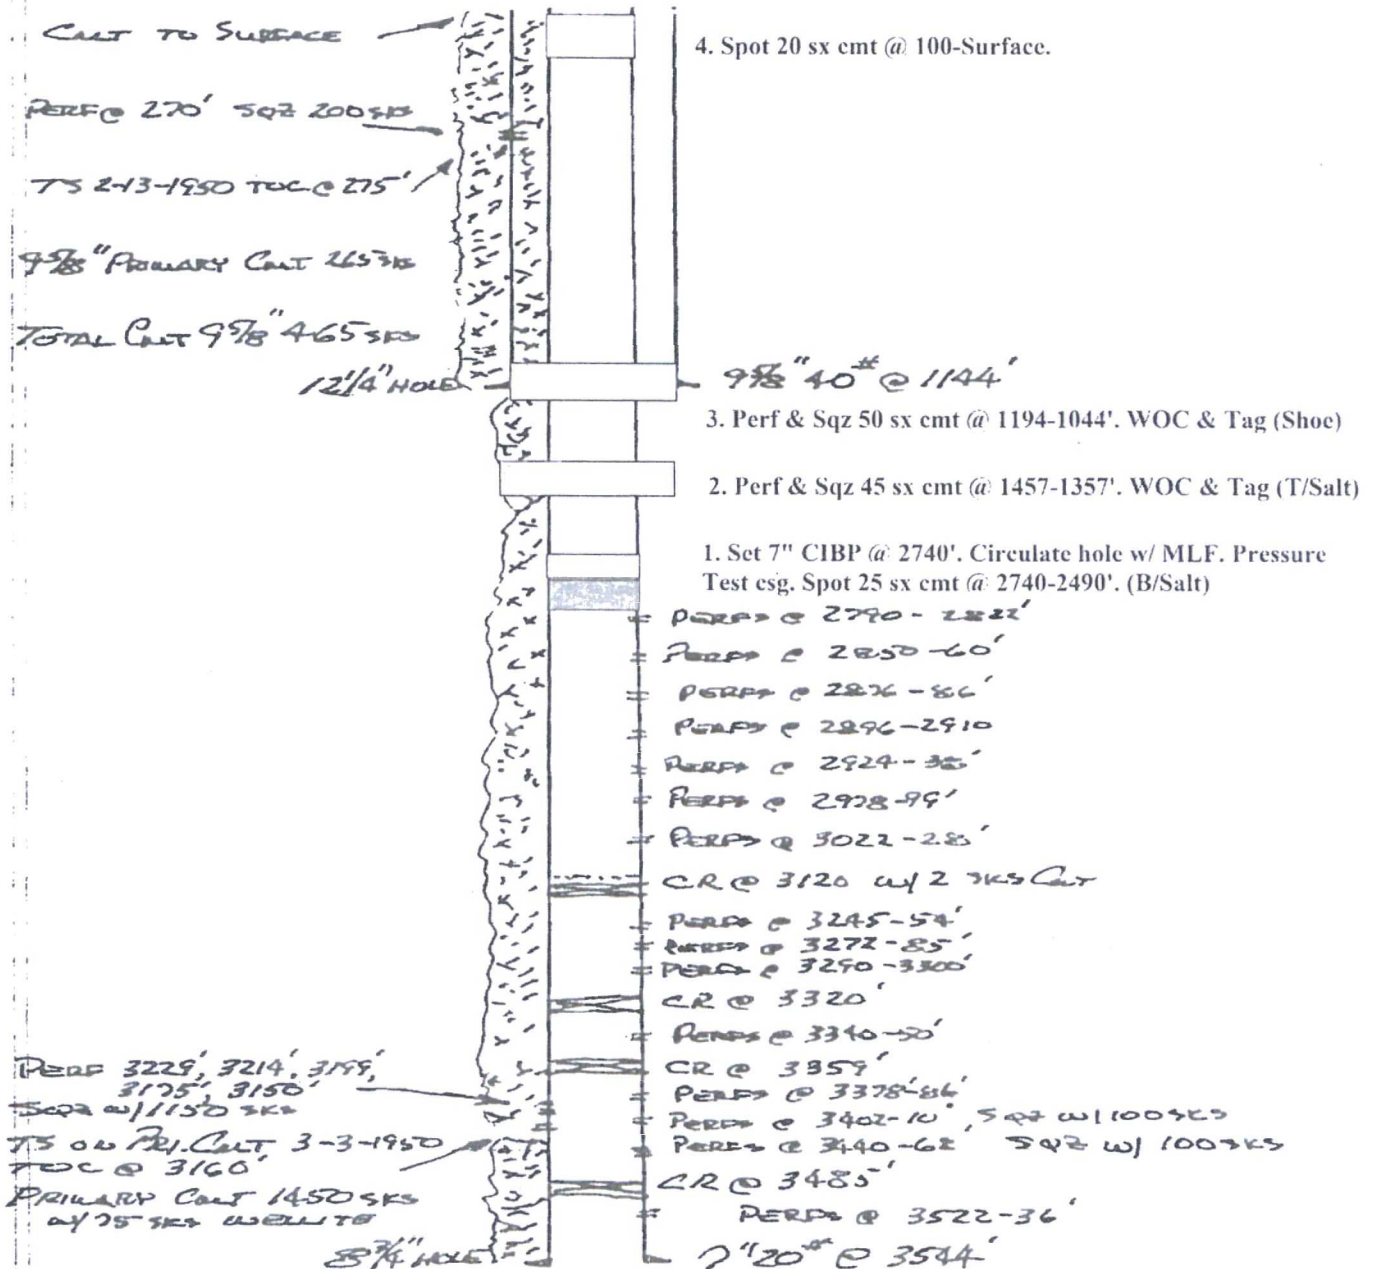 CMT TO SURFACE
4. Spot 20 sx cmt @ 100-Surface.
PERF @ 270' SQZ 200 SKS
TS 2-13-1950 TOC @ 275'
9 5/8" PRIMARY CMT 265 SKS
TOTAL CMT 9 5/8" 465 SKS
12 1/4" HOLE
9 5/8" 40# @ 1144'
3. Perf & Sqz 50 sx cmt @ 1194-1044'. WOC & Tag (Shoe)
2. Perf & Sqz 45 sx cmt @ 1457-1357'. WOC & Tag (T/Salt)
1. Set 7" CIBP @ 2740'. Circulate hole w/ MLF. Pressure
Test csg. Spot 25 sx cmt @ 2740-2490'. (B/Salt)
PERFS @ 2790 - 2822'
PERFS @ 2850-60'
PERFS @ 2876-86'
PERFS @ 2896-2910
PERFS @ 2924-
PERFS @ 2978-99'
PERFS @ 3022-28'
CR @ 3120 w/ 2 SKS CMT
PERFS @ 3245-54'
PERFS @ 3272-85'
PERFS @ 3290-3300'
CR @ 3320'
PERFS @ 3340-50'
CR @ 3359'
PERFS @ 3378'-86'
PERFS @ 3402-10', SQZ W/ 100 SKS
PERFS @ 3440-62 SQZ W/ 100 SKS
CR @ 3485'
PERFS @ 3522-36'
7" 20# @ 3544'
PERF 3229', 3214', 3199',
3175', 3150'
SQZ w/ 1150 SKS
TS ON PRI. CMT 3-3-1950
TOC @ 3160'
PRIMARY CMT 1450 SKS
w/ 75 SKS
8 3/4" HOLE